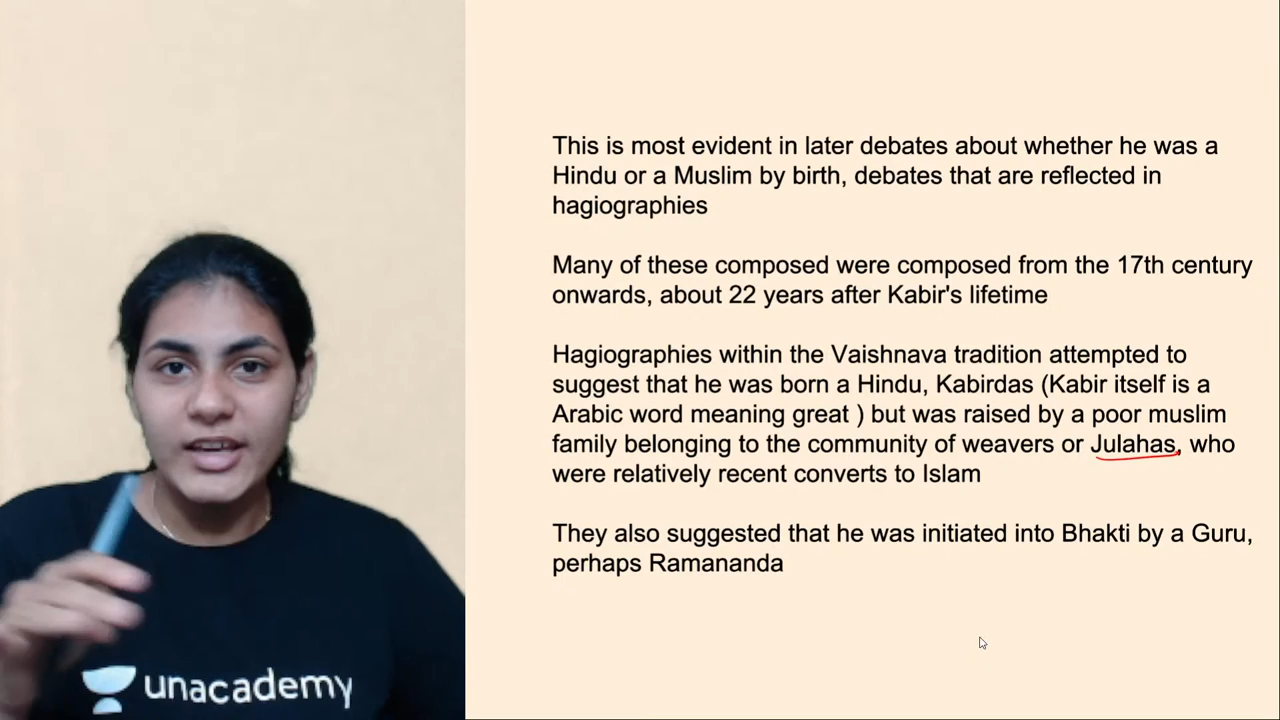 This is most evident in later debates about whether he was a
Hindu or a Muslim by birth, debates that are reflected in
hagiographies
Many of these composed were composed from the 17th century
onwards, about 22 years after Kabir's lifetime
Hagiographies within the Vaishnava tradition attempted to
suggest that he was born a Hindu, Kabirdas (Kabir itself is a
Arabic word meaning great ) but was raised by a poor muslim
family belonging to the community of weavers or Julahas, who
were relatively recent converts to Islam
They also suggested that he was initiated into Bhakti by a Guru,
perhaps Ramananda
unacademy